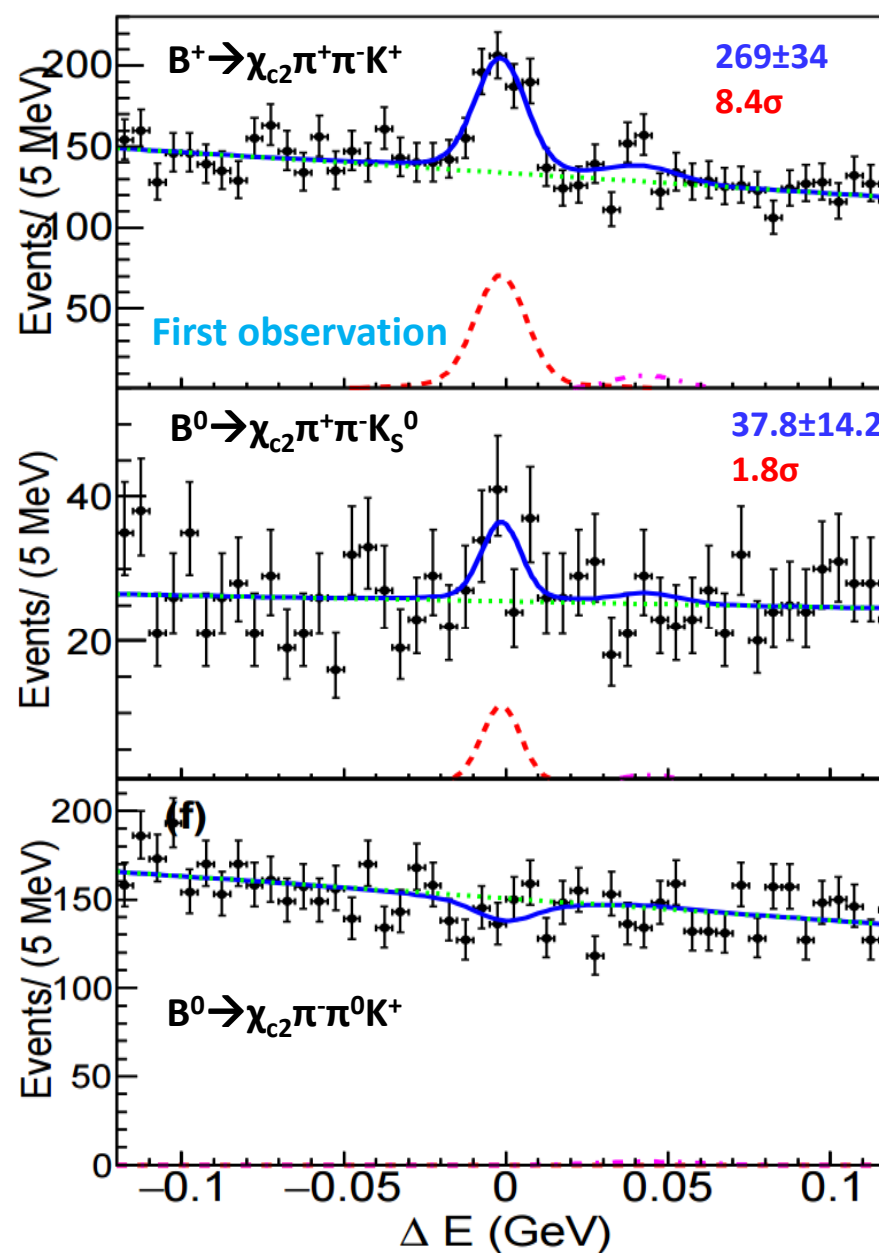 B⁺→χc2π⁺π⁻K⁺
269±34
8.4σ
200
150
100
50
Events/ (5 MeV)
First observation
B⁰→χc2π⁺π⁻KS⁰
37.8±14.2
1.8σ
40
20
Events/ (5 MeV)
(f)
200
150
100
50
0
Events/ (5 MeV)
B⁰→χc2π⁻π⁰K⁺
−0.1 −0.05 0 0.05 0.1
Δ E (GeV)